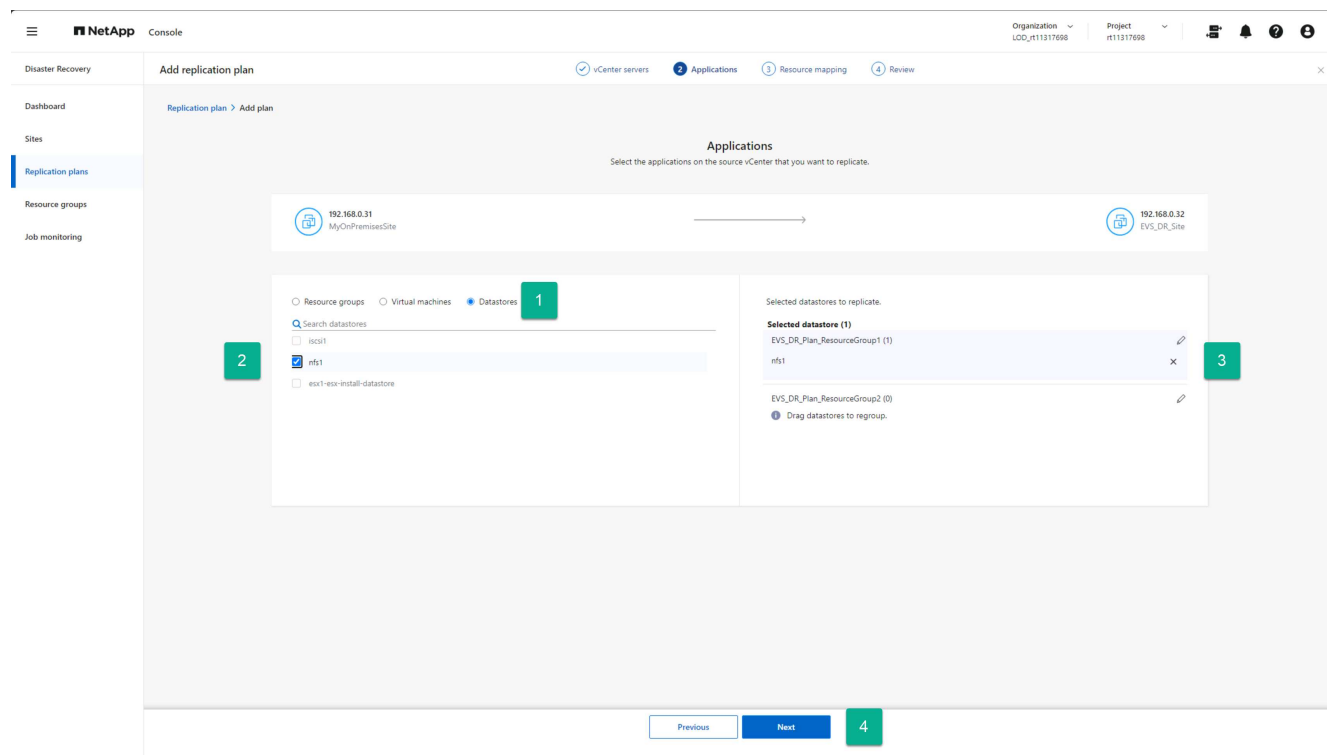 NetApp Console
Organization
LOD_rt11317698
Project
rt11317698
Disaster Recovery
Add replication plan
vCenter servers
2 Applications
3 Resource mapping
4 Review
Dashboard
Sites
Replication plans
Resource groups
Job monitoring
Replication plan > Add plan
Applications
Select the applications on the source vCenter that you want to replicate.
192.168.0.31
MyOnPremisesSite
192.168.0.32
EVS_DR_Site
Resource groups Virtual machines Datastores
1
Search datastores
iscsi1
2
nfs1
esx1-esx-install-datastore
Selected datastores to replicate.
Selected datastore (1)
EVS_DR_Plan_ResourceGroup1 (1)
nfs1
3
EVS_DR_Plan_ResourceGroup2 (0)
Drag datastores to regroup.
Previous
Next
4